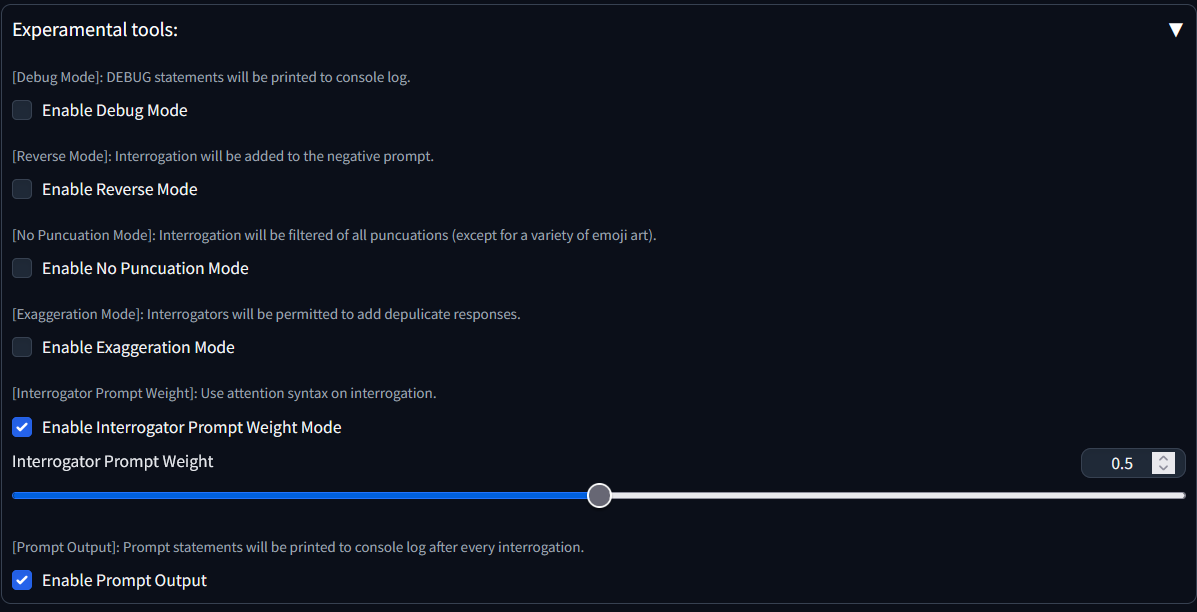 Experamental tools:
[Debug Mode]: DEBUG statements will be printed to console log.
Enable Debug Mode
[Reverse Mode]: Interrogation will be added to the negative prompt.
Enable Reverse Mode
[No Puncuation Mode]: Interrogation will be filtered of all puncuations (except for a variety of emoji art).
Enable No Puncuation Mode
[Exaggeration Mode]: Interrogators will be permitted to add depulicate responses.
Enable Exaggeration Mode
[Interrogator Prompt Weight]: Use attention syntax on interrogation.
Enable Interrogator Prompt Weight Mode
Interrogator Prompt Weight 0.5
[Prompt Output]: Prompt statements will be printed to console log after every interrogation.
Enable Prompt Output